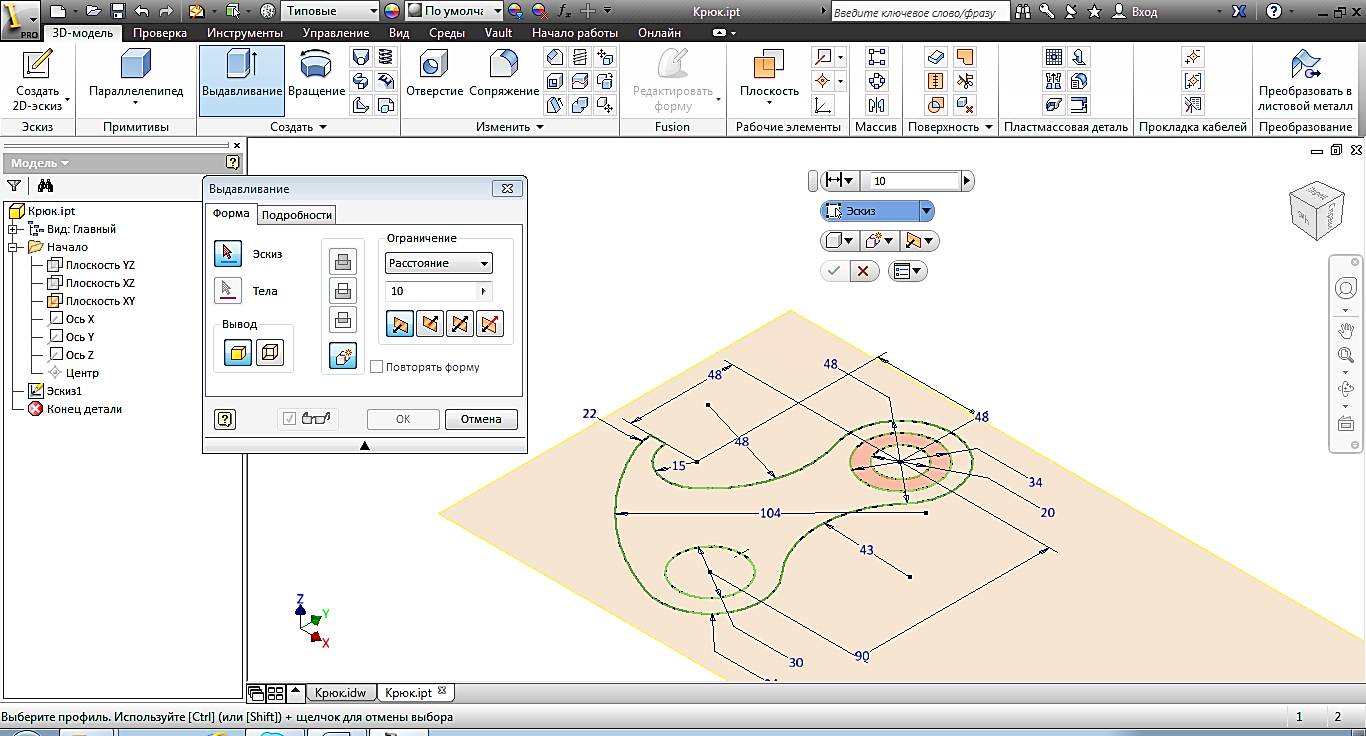 Типовые
По умолча
fx
Крюк.ipt
Введите ключевое слово/фразу
Вход
PRO
3D-модель
Проверка
Инструменты
Управление
Вид
Среды
Vault
Начало работы
Онлайн
Создать
2D-эскиз
Параллелепипед
Выдавливание
Вращение
Отверстие
Сопряжение
Редактировать
форму
Плоскость
Преобразовать в
листовой металл
Эскиз
Примитивы
Создать
Изменить
Fusion
Рабочие элементы
Массив
Поверхность
Пластмассовая деталь
Прокладка кабелей
Преобразование
Модель
Крюк.ipt
Вид: Главный
Начало
Плоскость YZ
Плоскость XZ
Плоскость XY
Ось X
Ось Y
Ось Z
Центр
Эскиз1
Конец детали
Выдавливание
Форма
Подробности
Эскиз
Тела
Вывод
Ограничение
Расстояние
10
Повторять форму
OK
Отмена
10
Эскиз
48
48
48
22
48
15
34
20
104
43
30
90
Z
Y
X
Крюк.idw
Крюк.ipt
Выберите профиль. Используйте [Ctrl] (или [Shift]) + щелчок для отмены выбора
1
2